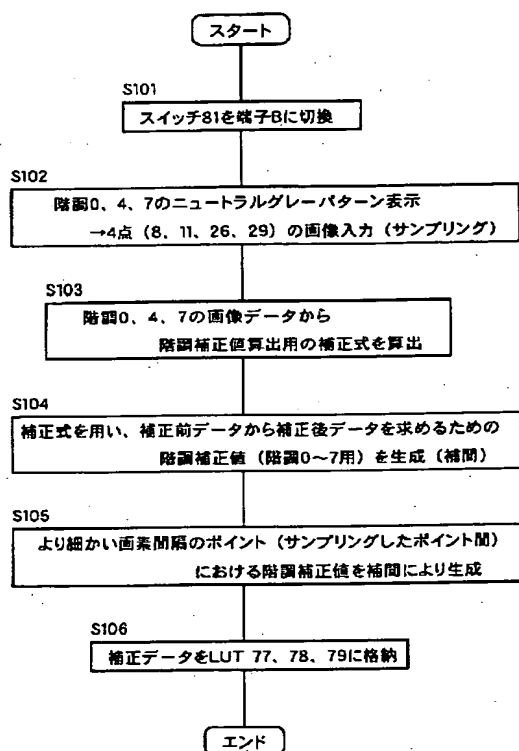 スタート
S101
スイッチ81を端子Bに切換
S102
階調0、4、7のニュートラルグレーパターン表示
→4点（8、11、26、29）の画像入力（サンプリング）
S103
階調0、4、7の画像データから
階調補正値算出用の補正式を算出
S104
補正式を用い、補正前データから補正後データを求めるための
階調補正値（階調0～7用）を生成（補間）
S105
より細かい画素間隔のポイント（サンプリングしたポイント間）
における階調補正値を補間により生成
S106
補正データをLUT 77、78、79に格納
エンド